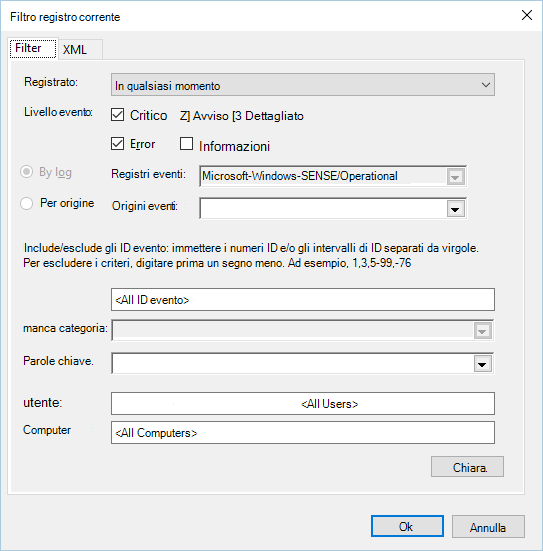 Filtro registro corrente
Filter XML
Registrato: In qualsiasi momento
Livello evento: Critico Z] Avviso [3 Dettagliato
Error Informazioni
By log Registri eventi: Microsoft-Windows-SENSE/Operational
Per origine Origini eventi:
Include/esclude gli ID evento: immettere i numeri ID e/o gli intervalli di ID separati da virgole.
Per escludere i criteri, digitare prima un segno meno. Ad esempio, 1,3,5-99,-76
<All ID evento>
manca categoria:
Parole chiave.
utente: <All Users>
Computer <All Computers>
Chiara.
Ok Annulla